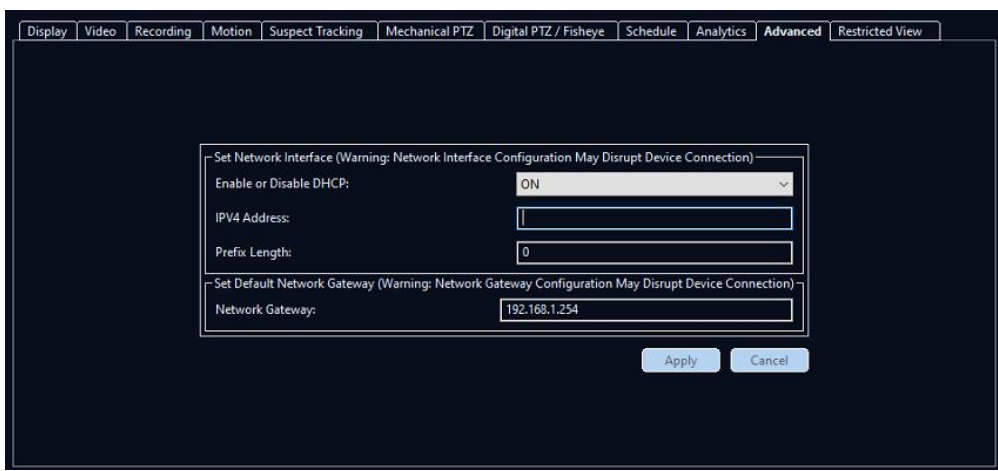 Display Video Recording Motion Suspect Tracking Mechanical PTZ Digital PTZ / Fisheye Schedule Analytics Advanced Restricted View
Set Network Interface (Warning: Network Interface Configuration May Disrupt Device Connection)
Enable or Disable DHCP: ON
IPV4 Address:
Prefix Length: 0
Set Default Network Gateway (Warning: Network Gateway Configuration May Disrupt Device Connection)
Network Gateway: 192.168.1.254
Apply Cancel